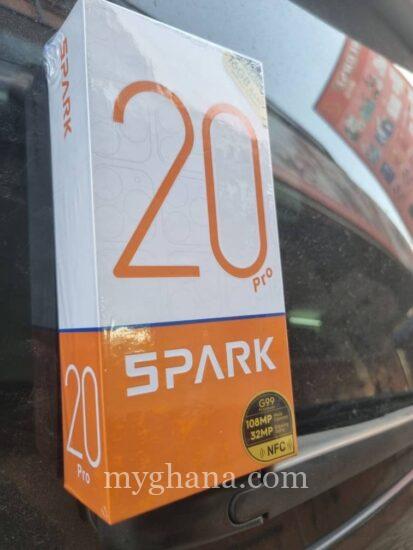 SPARK
20
Pro
SPARK
20
Pro
G99
108MP
32MP
NFC
myghana.com